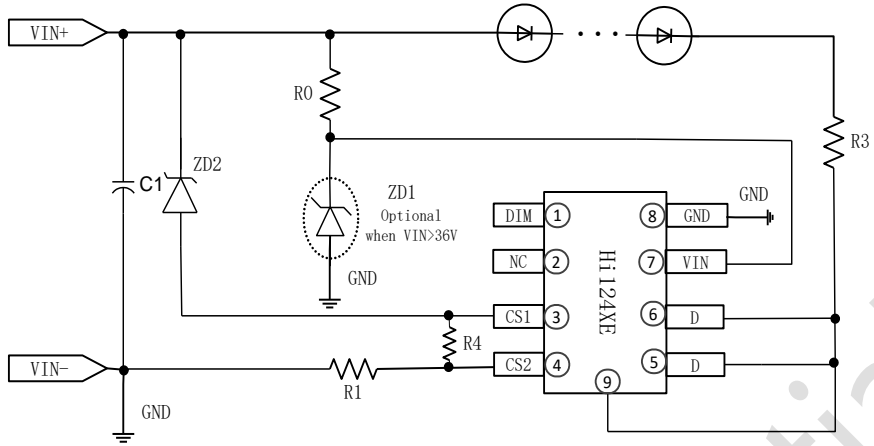 VIN+
R0
R3
C1
ZD2
ZD1
Optional
when VIN>36V
GND
DIM
1
8
GND
GND
NC
2
7
VIN
Hi124XE
CS1
3
6
D
R4
CS2
4
5
D
9
VIN-
R1
GND